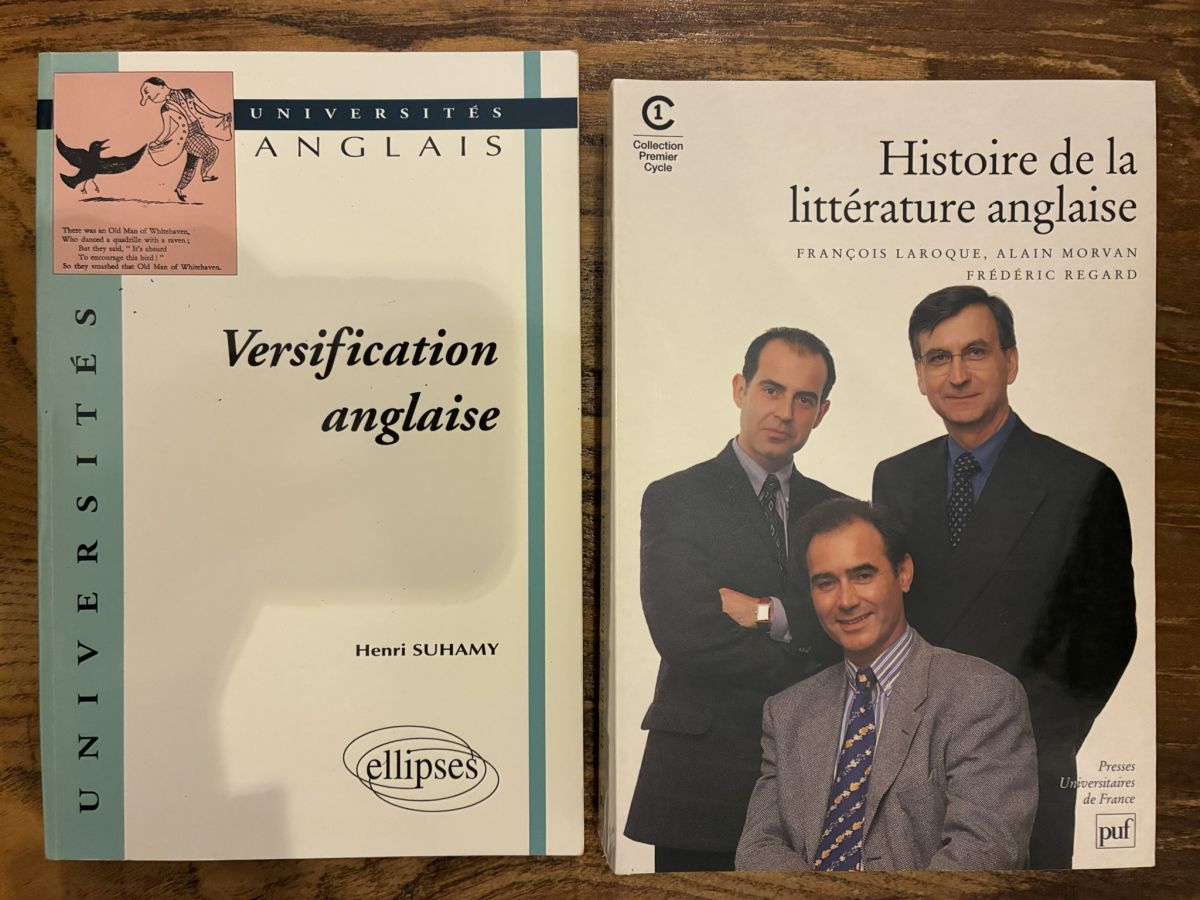 UNIVERSITÉS
ANGLAIS
There was an Old Man of Whitehaven,
Who danced a quadrille with a raven;
But they said, "It's absurd
To encourage this bird!"
So they smashed that Old Man of Whitehaven.
UNIVERSITÉS
Versification
anglaise
Henri SUHAMY
ellipses
C1
Collection
Premier
Cycle
Histoire de la
littérature anglaise
FRANÇOIS LAROQUE, ALAIN MORVAN
FRÉDÉRIC REGARD
Presses
Universitaires
de France
puf